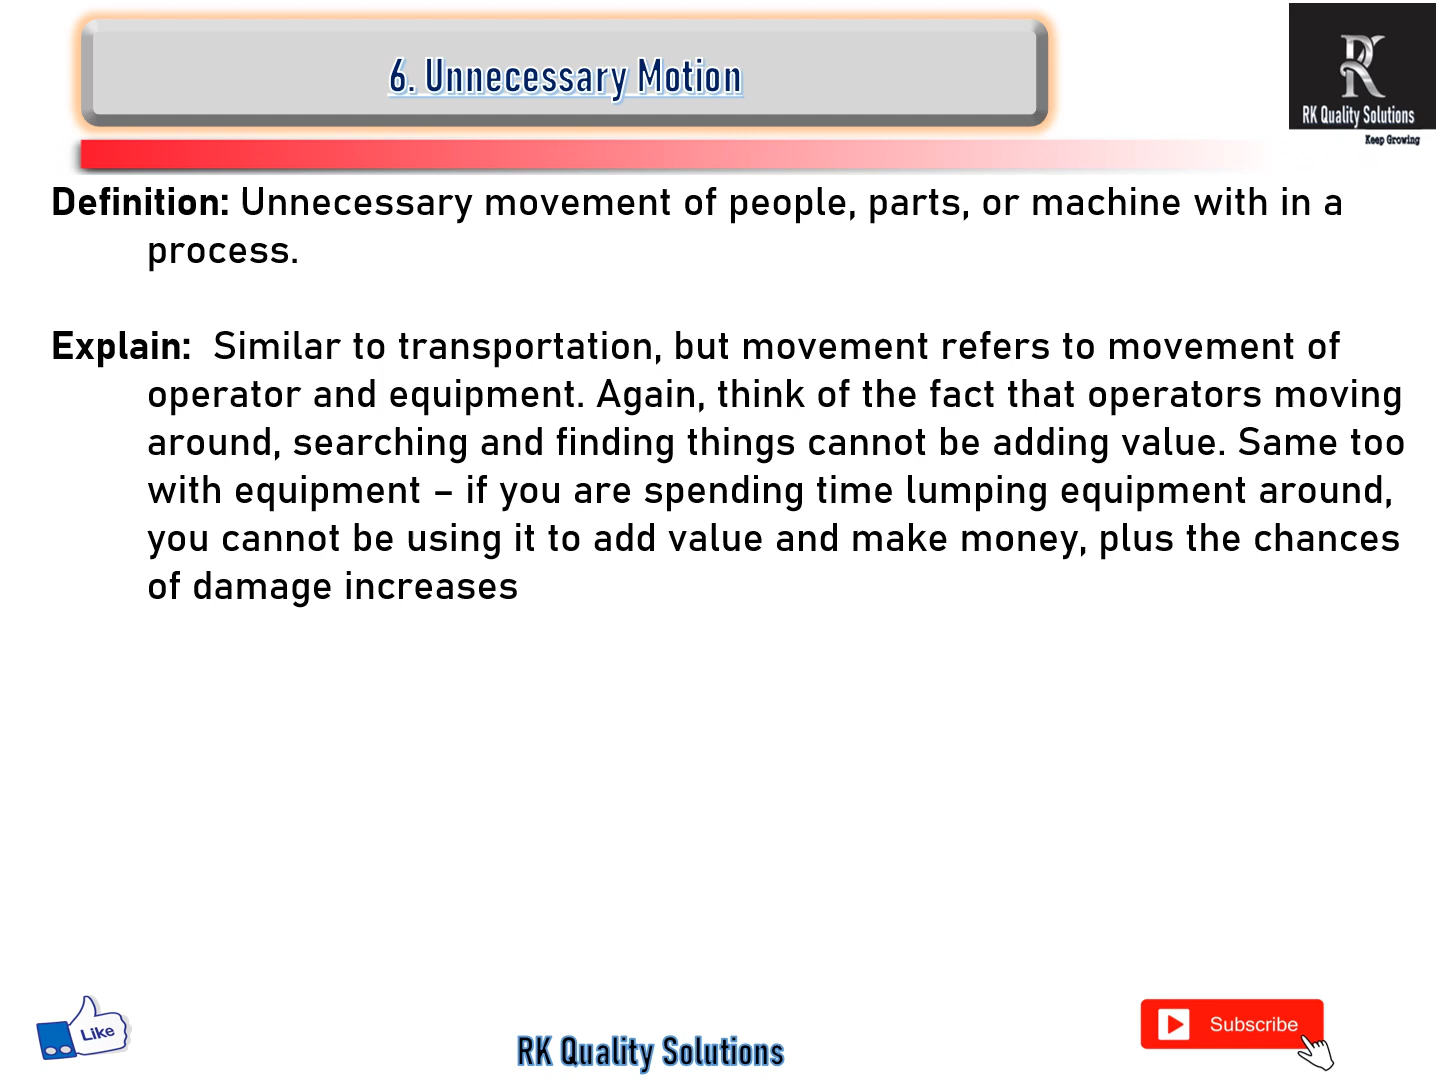 6. Unnecessary Motion
RK Quality Solutions
Keep Growing
Definition: Unnecessary movement of people, parts, or machine with in a
process.
Explain: Similar to transportation, but movement refers to movement of
operator and equipment. Again, think of the fact that operators moving
around, searching and finding things cannot be adding value. Same too
with equipment – if you are spending time lumping equipment around,
you cannot be using it to add value and make money, plus the chances
of damage increases
Like
RK Quality Solutions
Subscribe